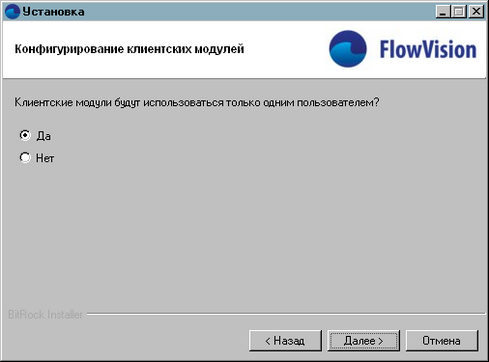 Установка
Конфигурирование клиентских модулей
FlowVision
Клиентские модули будут использоваться только одним пользователем?
Да
Нет
BitRock Installer
< Назад
Далее >
Отмена